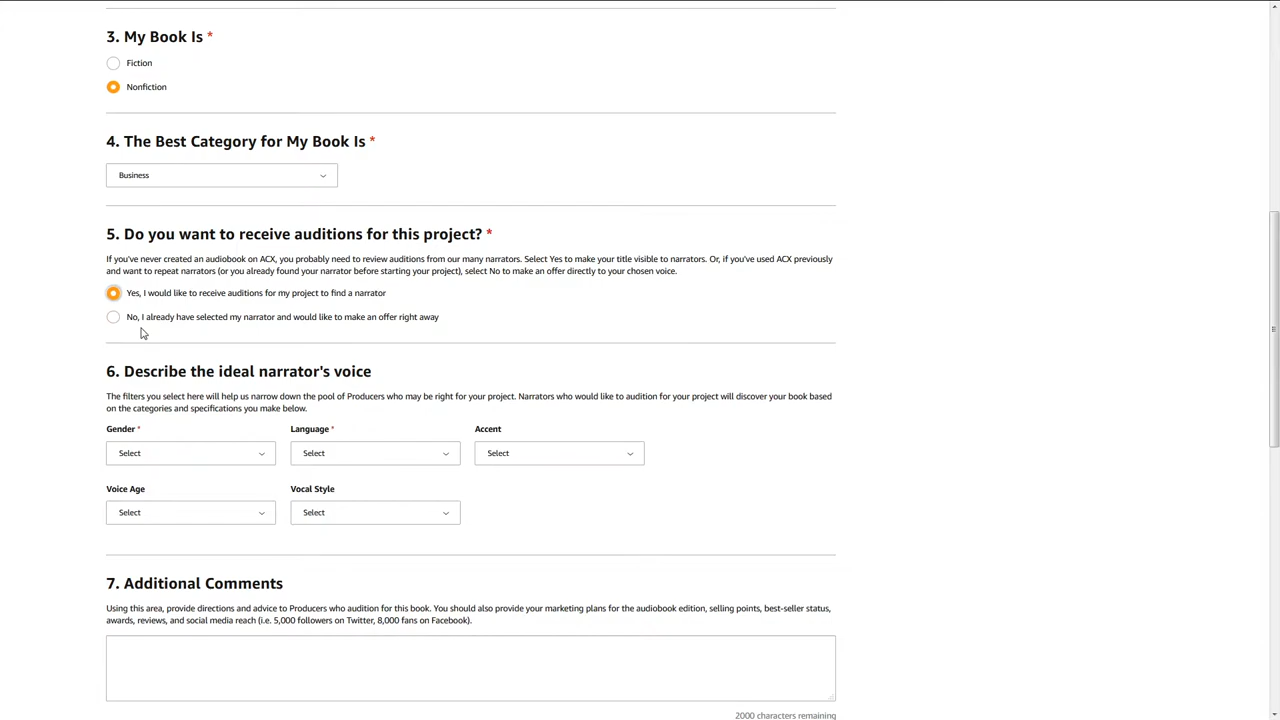 3. My Book Is *
Fiction
Nonfiction
4. The Best Category for My Book Is *
Business
5. Do you want to receive auditions for this project? *
If you've never created an audiobook on ACX, you probably need to review auditions from our many narrators. Select Yes to make your title visible to narrators. Or, if you've used ACX previously
and want to repeat narrators (or you already found your narrator before starting your project), select No to make an offer directly to your chosen voice.
Yes, I would like to receive auditions for my project to find a narrator
No, I already have selected my narrator and would like to make an offer right away
6. Describe the ideal narrator's voice
The filters you select here will help us narrow down the pool of Producers who may be right for your project. Narrators who would like to audition for your project will discover your book based
on the categories and specifications you make below.
Gender * Language * Accent
Select Select Select
Voice Age Vocal Style
Select Select
7. Additional Comments
Using this area, provide directions and advice to Producers who audition for this book. You should also provide your marketing plans for the audiobook edition, selling points, best-seller status,
awards, reviews, and social media reach (i.e. 5,000 followers on Twitter, 8,000 fans on Facebook).
2000 characters remaining